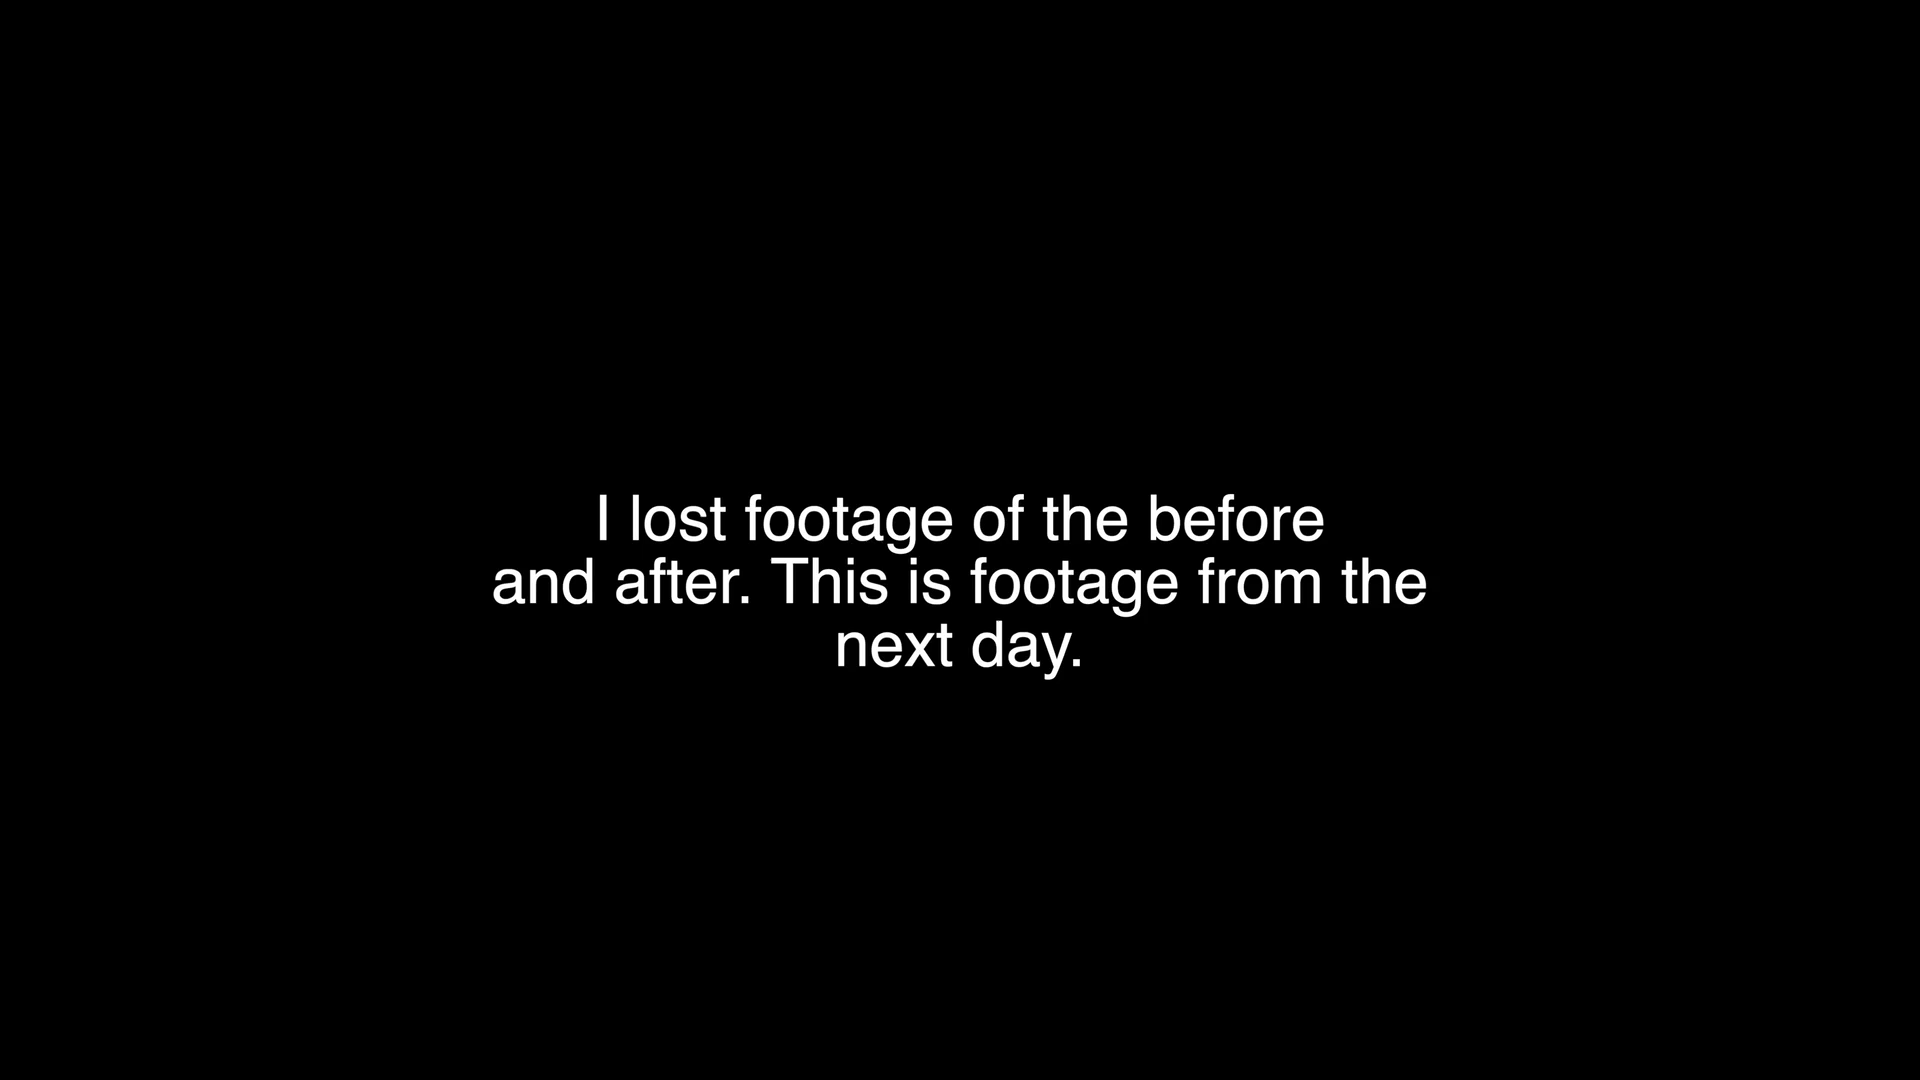 I lost footage of the before
and after. This is footage from the
next day.